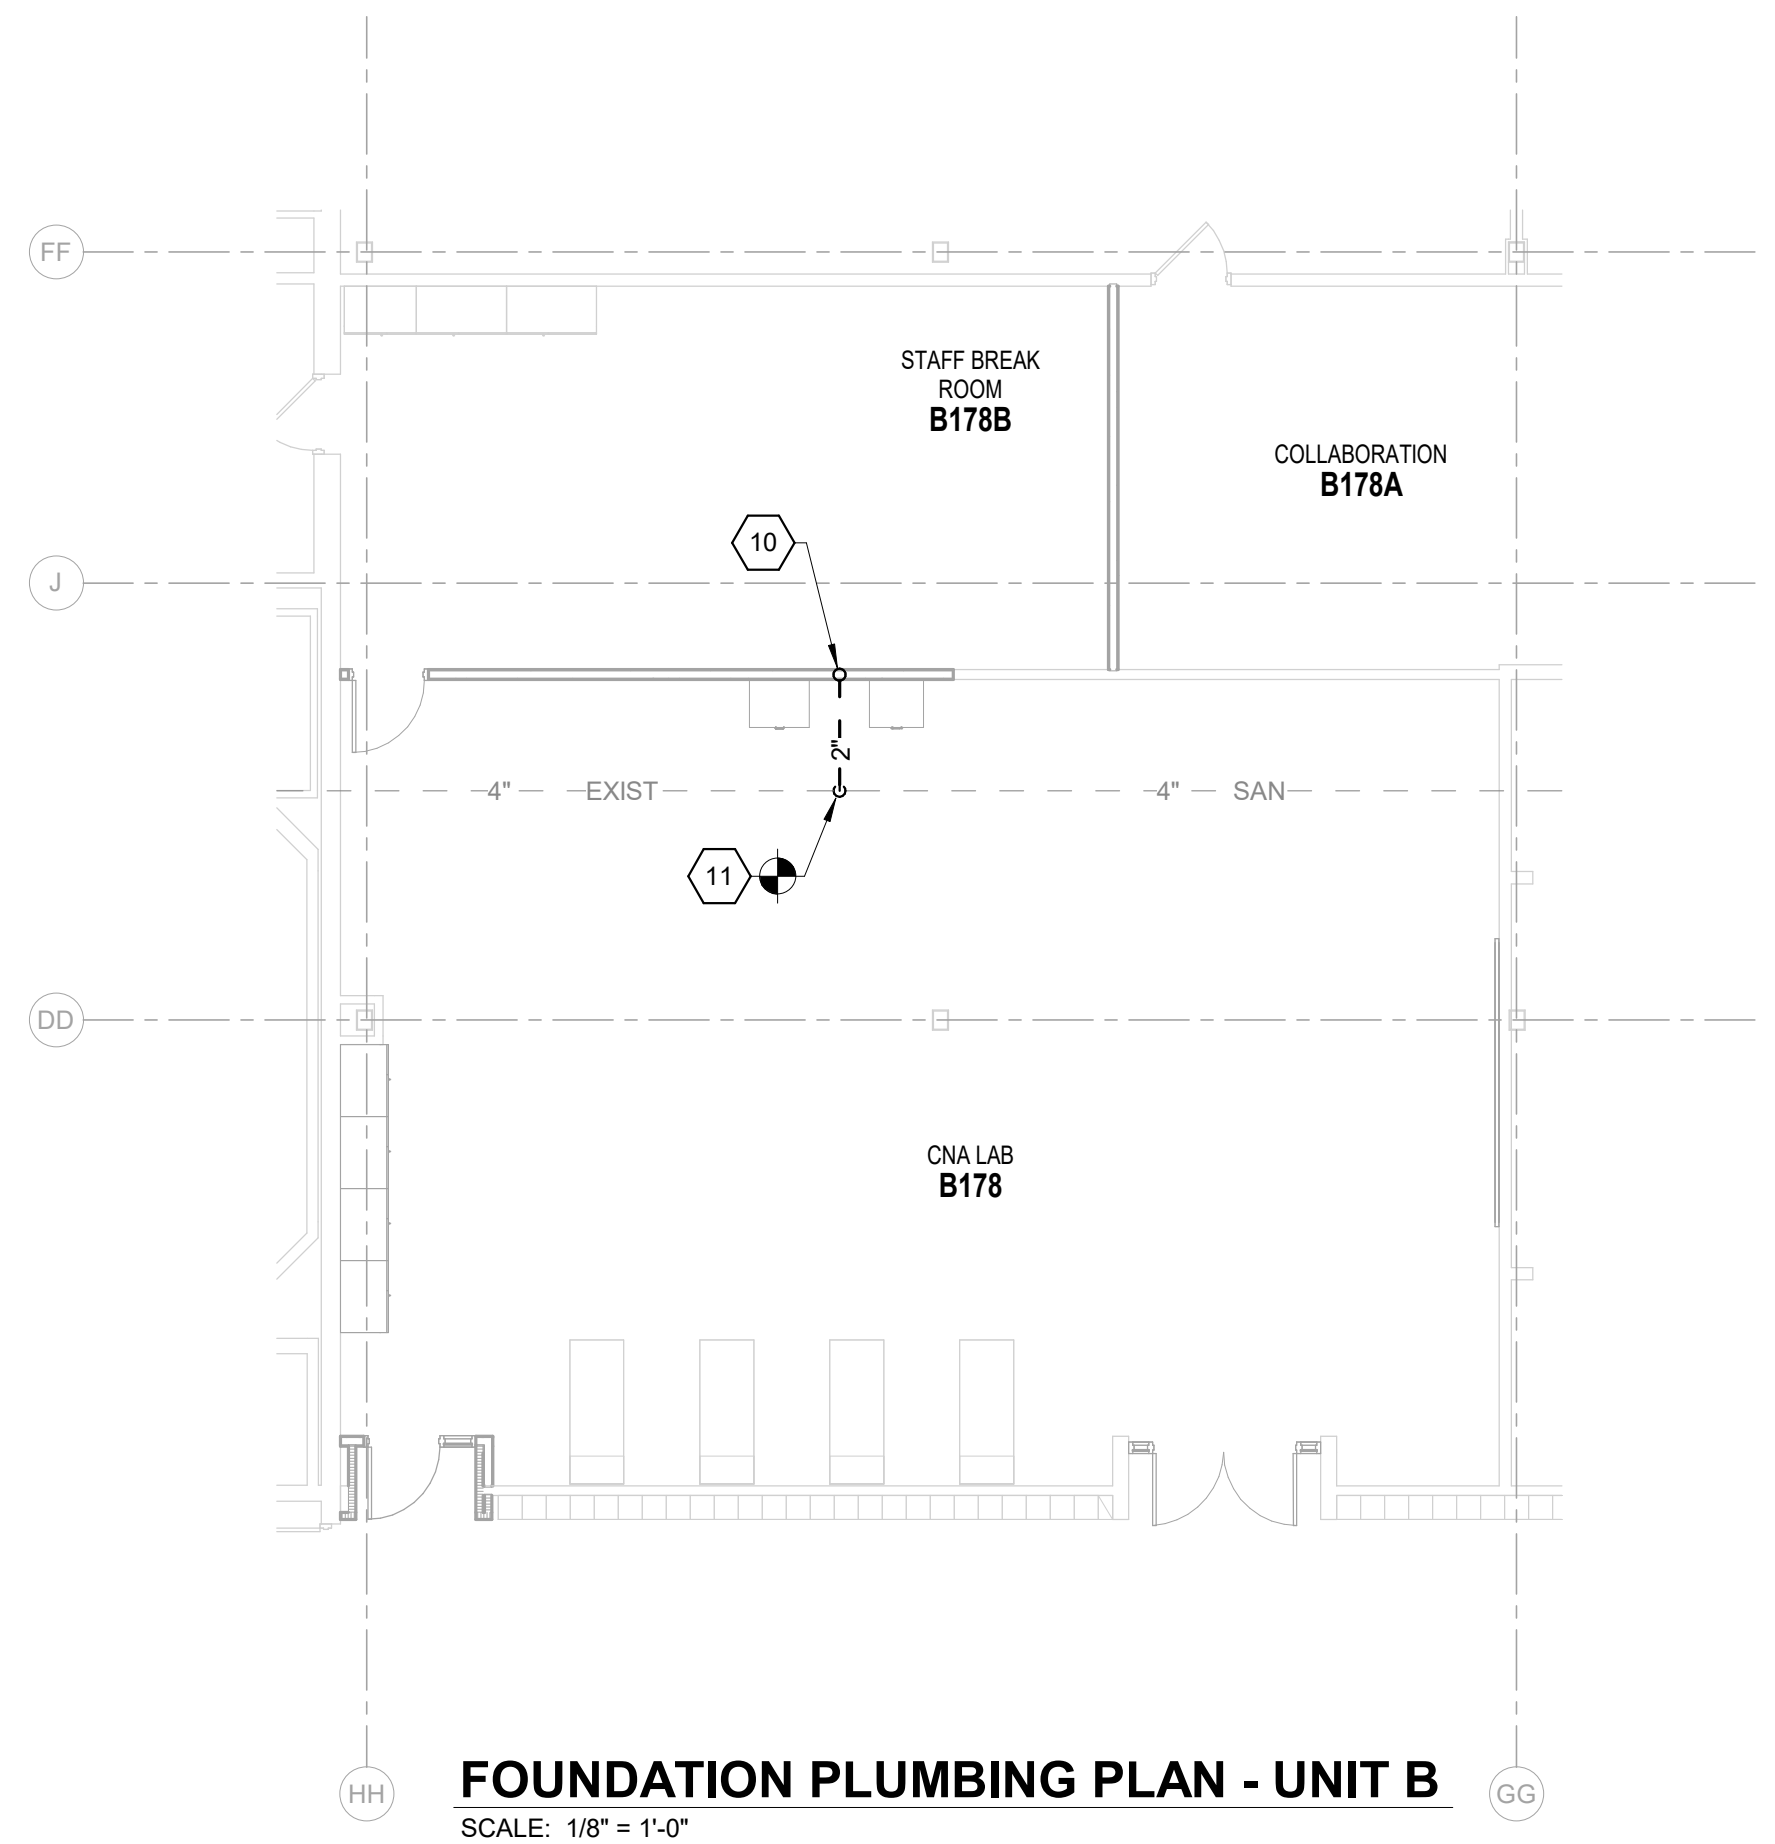 FF
STAFF BREAK
ROOM
B178B
COLLABORATION
B178A
10
J
2"
4" EXIST 4" SAN
11
DD
CNA LAB
B178
HH
FOUNDATION PLUMBING PLAN - UNIT B
GG
SCALE: 1/8" = 1'-0"